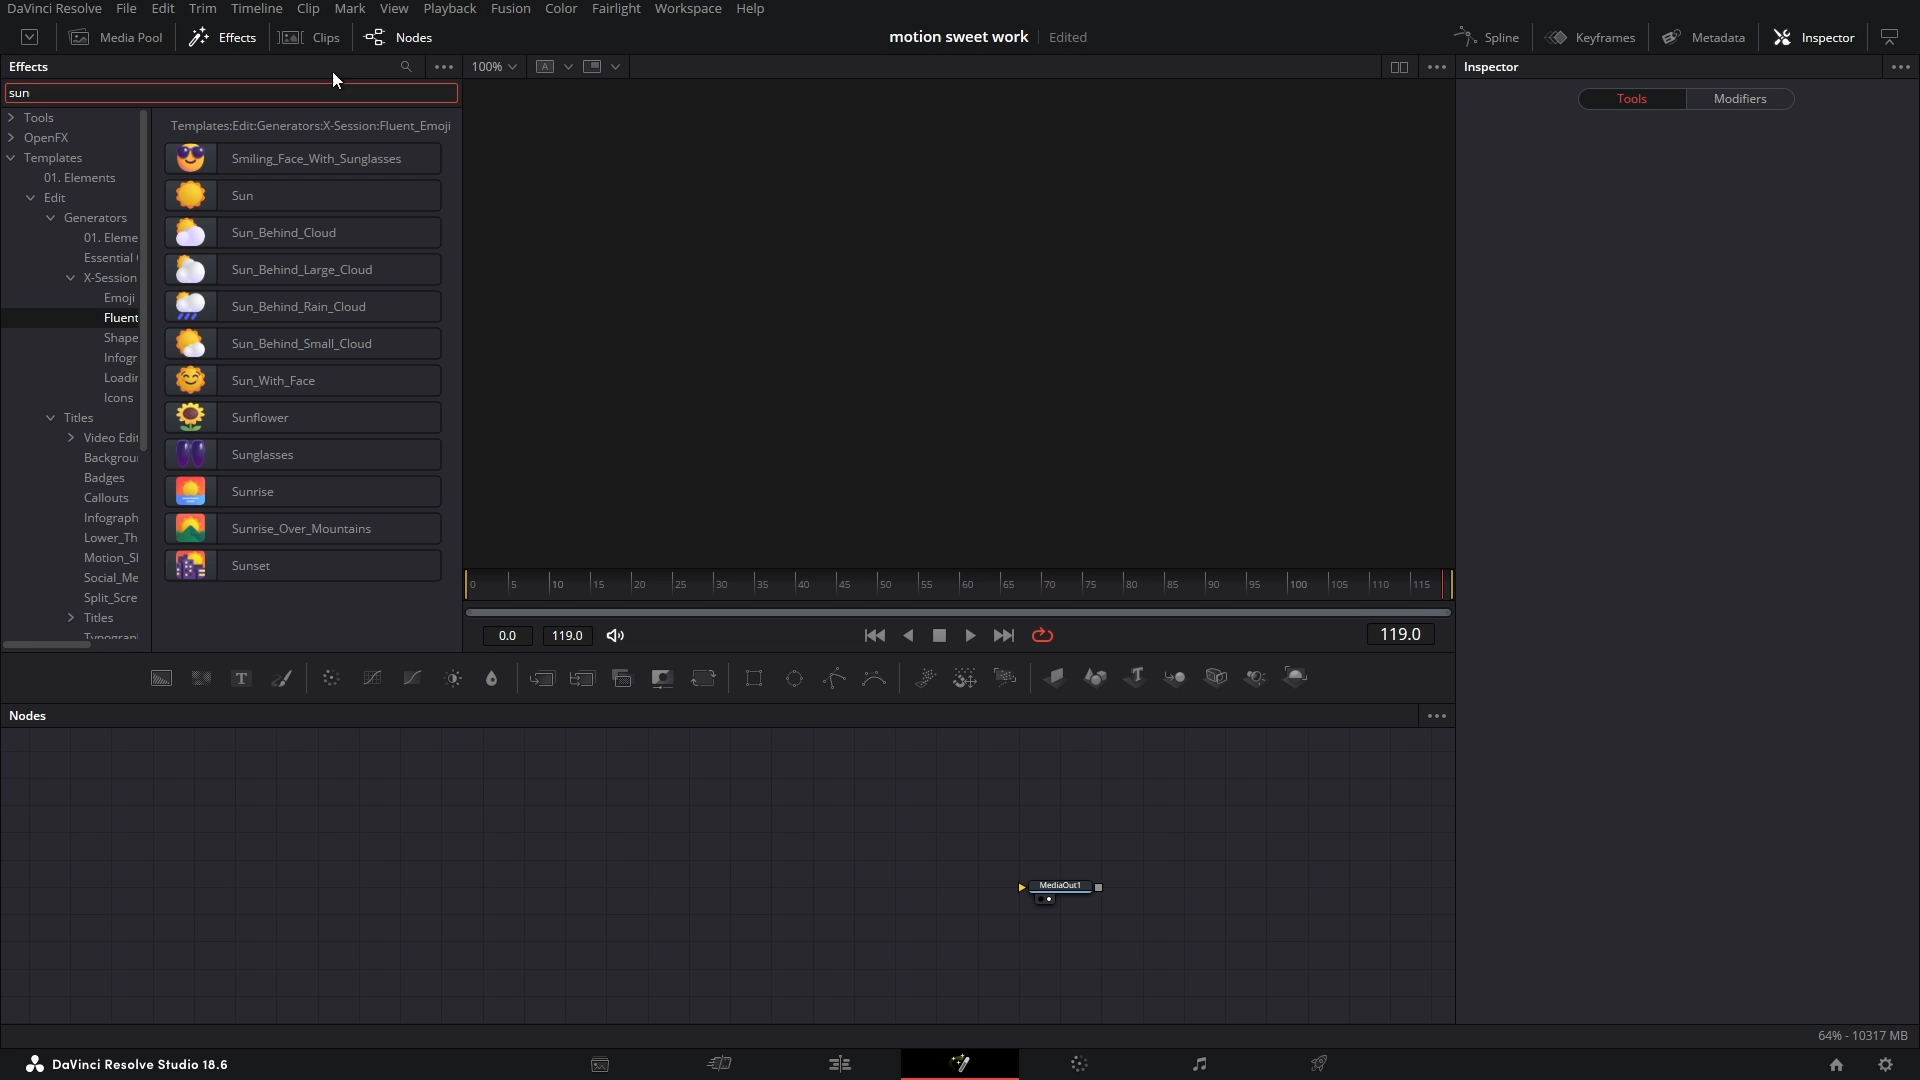 DaVinci Resolve File Edit Trim Timeline Clip Mark View Playback Fusion Color Fairlight Workspace Help
Media Pool Effects Clips Nodes motion sweet work Edited Spline Keyframes Metadata Inspector
Effects 100% A Inspector
sun
Tools Modifiers
Templates:Edit:Generators:X-Session:Fluent_Emoji
Tools
OpenFX
Templates
01. Elements
Edit
Generators
01. Eleme
Essential
X-Session
Emoji
Fluent
Shape
Infogr
Loadin
Icons
Titles
Video Edit
Backgrou
Badges
Callouts
Infograph
Lower_Th
Motion_Sl
Social_Me
Split_Scre
Titles
Smiling_Face_With_Sunglasses
Sun
Sun_Behind_Cloud
Sun_Behind_Large_Cloud
Sun_Behind_Rain_Cloud
Sun_Behind_Small_Cloud
Sun_With_Face
Sunflower
Sunglasses
Sunrise
Sunrise_Over_Mountains
Sunset
0 5 10 15 20 25 30 35 40 45 50 55 60 65 70 75 80 85 90 95 100 105 110 115
0.0 119.0 119.0
T T
Nodes
MediaOut1
64% - 10317 MB
DaVinci Resolve Studio 18.6